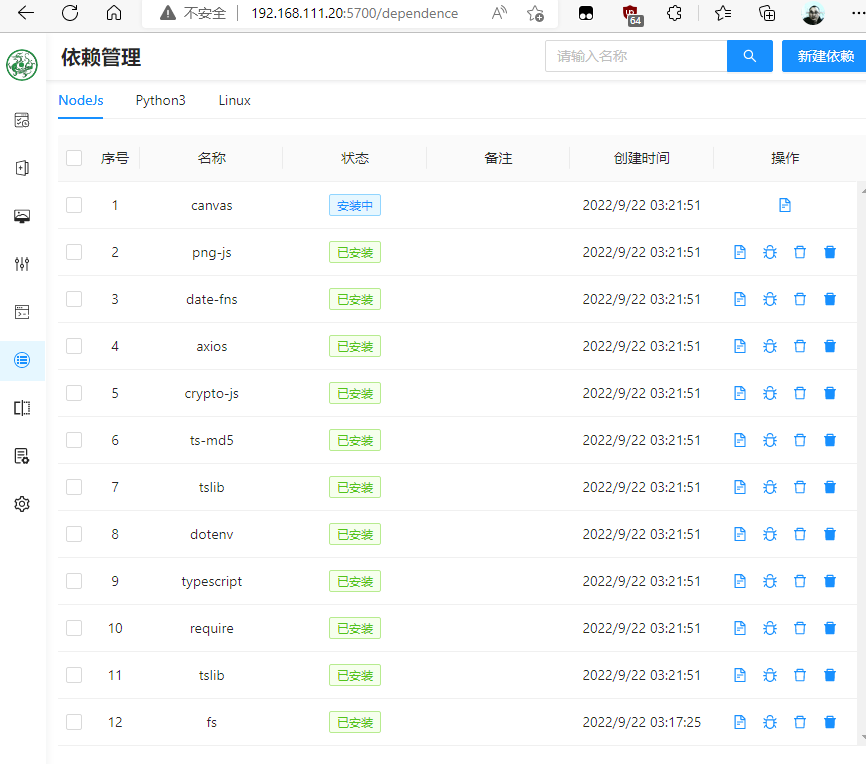 不安全 192.168.111.20:5700/dependence A 64
依赖管理 请输入名称 新建依赖
NodeJs Python3 Linux
序号 名称 状态 备注 创建时间 操作
1 canvas 安装中 2022/9/22 03:21:51
2 png-js 已安装 2022/9/22 03:21:51
3 date-fns 已安装 2022/9/22 03:21:51
4 axios 已安装 2022/9/22 03:21:51
5 crypto-js 已安装 2022/9/22 03:21:51
6 ts-md5 已安装 2022/9/22 03:21:51
7 tslib 已安装 2022/9/22 03:21:51
8 dotenv 已安装 2022/9/22 03:21:51
9 typescript 已安装 2022/9/22 03:21:51
10 require 已安装 2022/9/22 03:21:51
11 tslib 已安装 2022/9/22 03:21:51
12 fs 已安装 2022/9/22 03:17:25